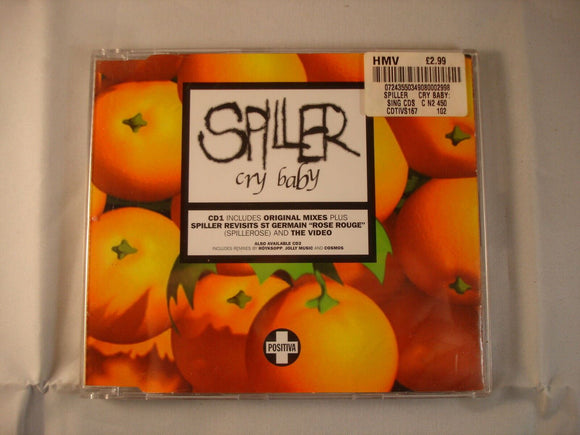 SPILLER
cry baby
CD1 INCLUDES ORIGINAL MIXES PLUS
SPILLER REVISITS ST GERMAIN "ROSE ROUGE"
(SPILLEROSE) AND THE VIDEO
ALSO AVAILABLE CD2
INCLUDES REMIXES BY RÖYKSOPP, JOLLY MUSIC AND COSMOS
POSITIVA
HMV £2.99
07243550349080002998
SPILLER CRY BABY:
SING CDS C N2 450
CDTIVS167 102